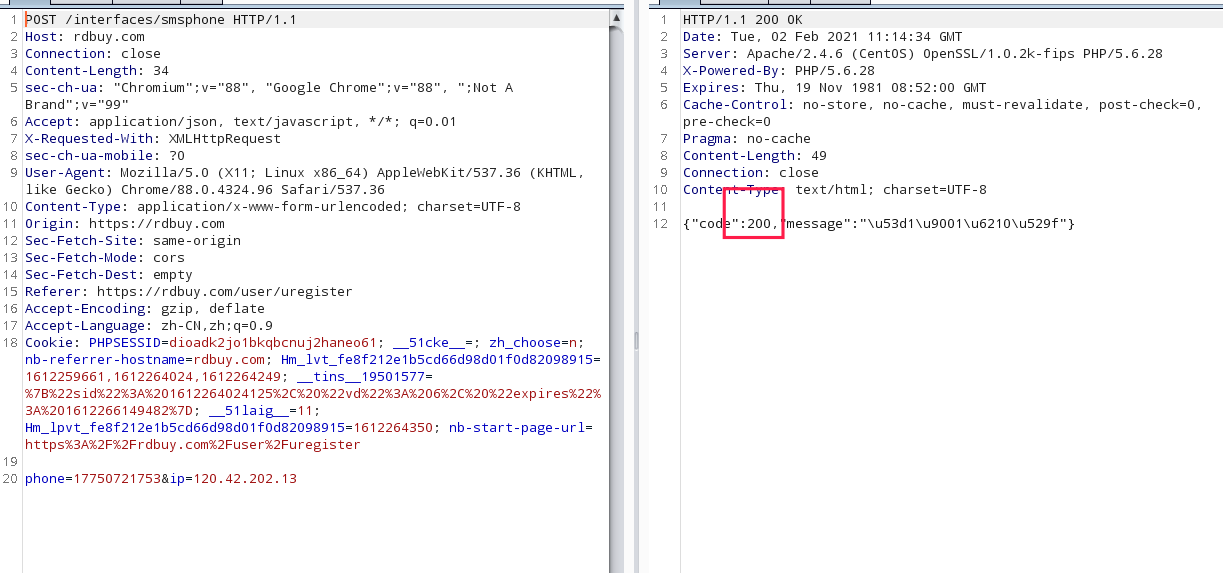 1 POST /interfaces/smsphone HTTP/1.1
2 Host: rdbuy.com
3 Connection: close
4 Content-Length: 34
5 sec-ch-ua: "Chromium";v="88", "Google Chrome";v="88", ";Not A
Brand";v="99"
6 Accept: application/json, text/javascript, */*; q=0.01
7 X-Requested-With: XMLHttpRequest
8 sec-ch-ua-mobile: ?0
9 User-Agent: Mozilla/5.0 (X11; Linux x86_64) AppleWebKit/537.36 (KHTML,
like Gecko) Chrome/88.0.4324.96 Safari/537.36
10 Content-Type: application/x-www-form-urlencoded; charset=UTF-8
11 Origin: https://rdbuy.com
12 Sec-Fetch-Site: same-origin
13 Sec-Fetch-Mode: cors
14 Sec-Fetch-Dest: empty
15 Referer: https://rdbuy.com/user/uregister
16 Accept-Encoding: gzip, deflate
17 Accept-Language: zh-CN,zh;q=0.9
18 Cookie: PHPSESSID=dioadk2jo1bkqbcnuj2haneo61; __51cke__=; zh_choose=n;
nb-referrer-hostname=rdbuy.com; Hm_lvt_fe8f212e1b5cd66d98d01f0d82098915=
1612259661,1612264024,1612264249; __tins__19501577=
%7B%22sid%22%3A%201612264024125%2C%20%22vd%22%3A%206%2C%20%22expires%22%
3A%201612266149482%7D; __51laig__=11;
Hm_lpvt_fe8f212e1b5cd66d98d01f0d82098915=1612264350; nb-start-page-url=
https%3A%2F%2Frdbuy.com%2Fuser%2Furegister
19
20 phone=17750721753&ip=120.42.202.13
1 HTTP/1.1 200 OK
2 Date: Tue, 02 Feb 2021 11:14:34 GMT
3 Server: Apache/2.4.6 (CentOS) OpenSSL/1.0.2k-fips PHP/5.6.28
4 X-Powered-By: PHP/5.6.28
5 Expires: Thu, 19 Nov 1981 08:52:00 GMT
6 Cache-Control: no-store, no-cache, must-revalidate, post-check=0,
pre-check=0
7 Pragma: no-cache
8 Content-Length: 49
9 Connection: close
10 Content-Type: text/html; charset=UTF-8
11
12 {"code":200,"message":"\u53d1\u9001\u6210\u529f"}